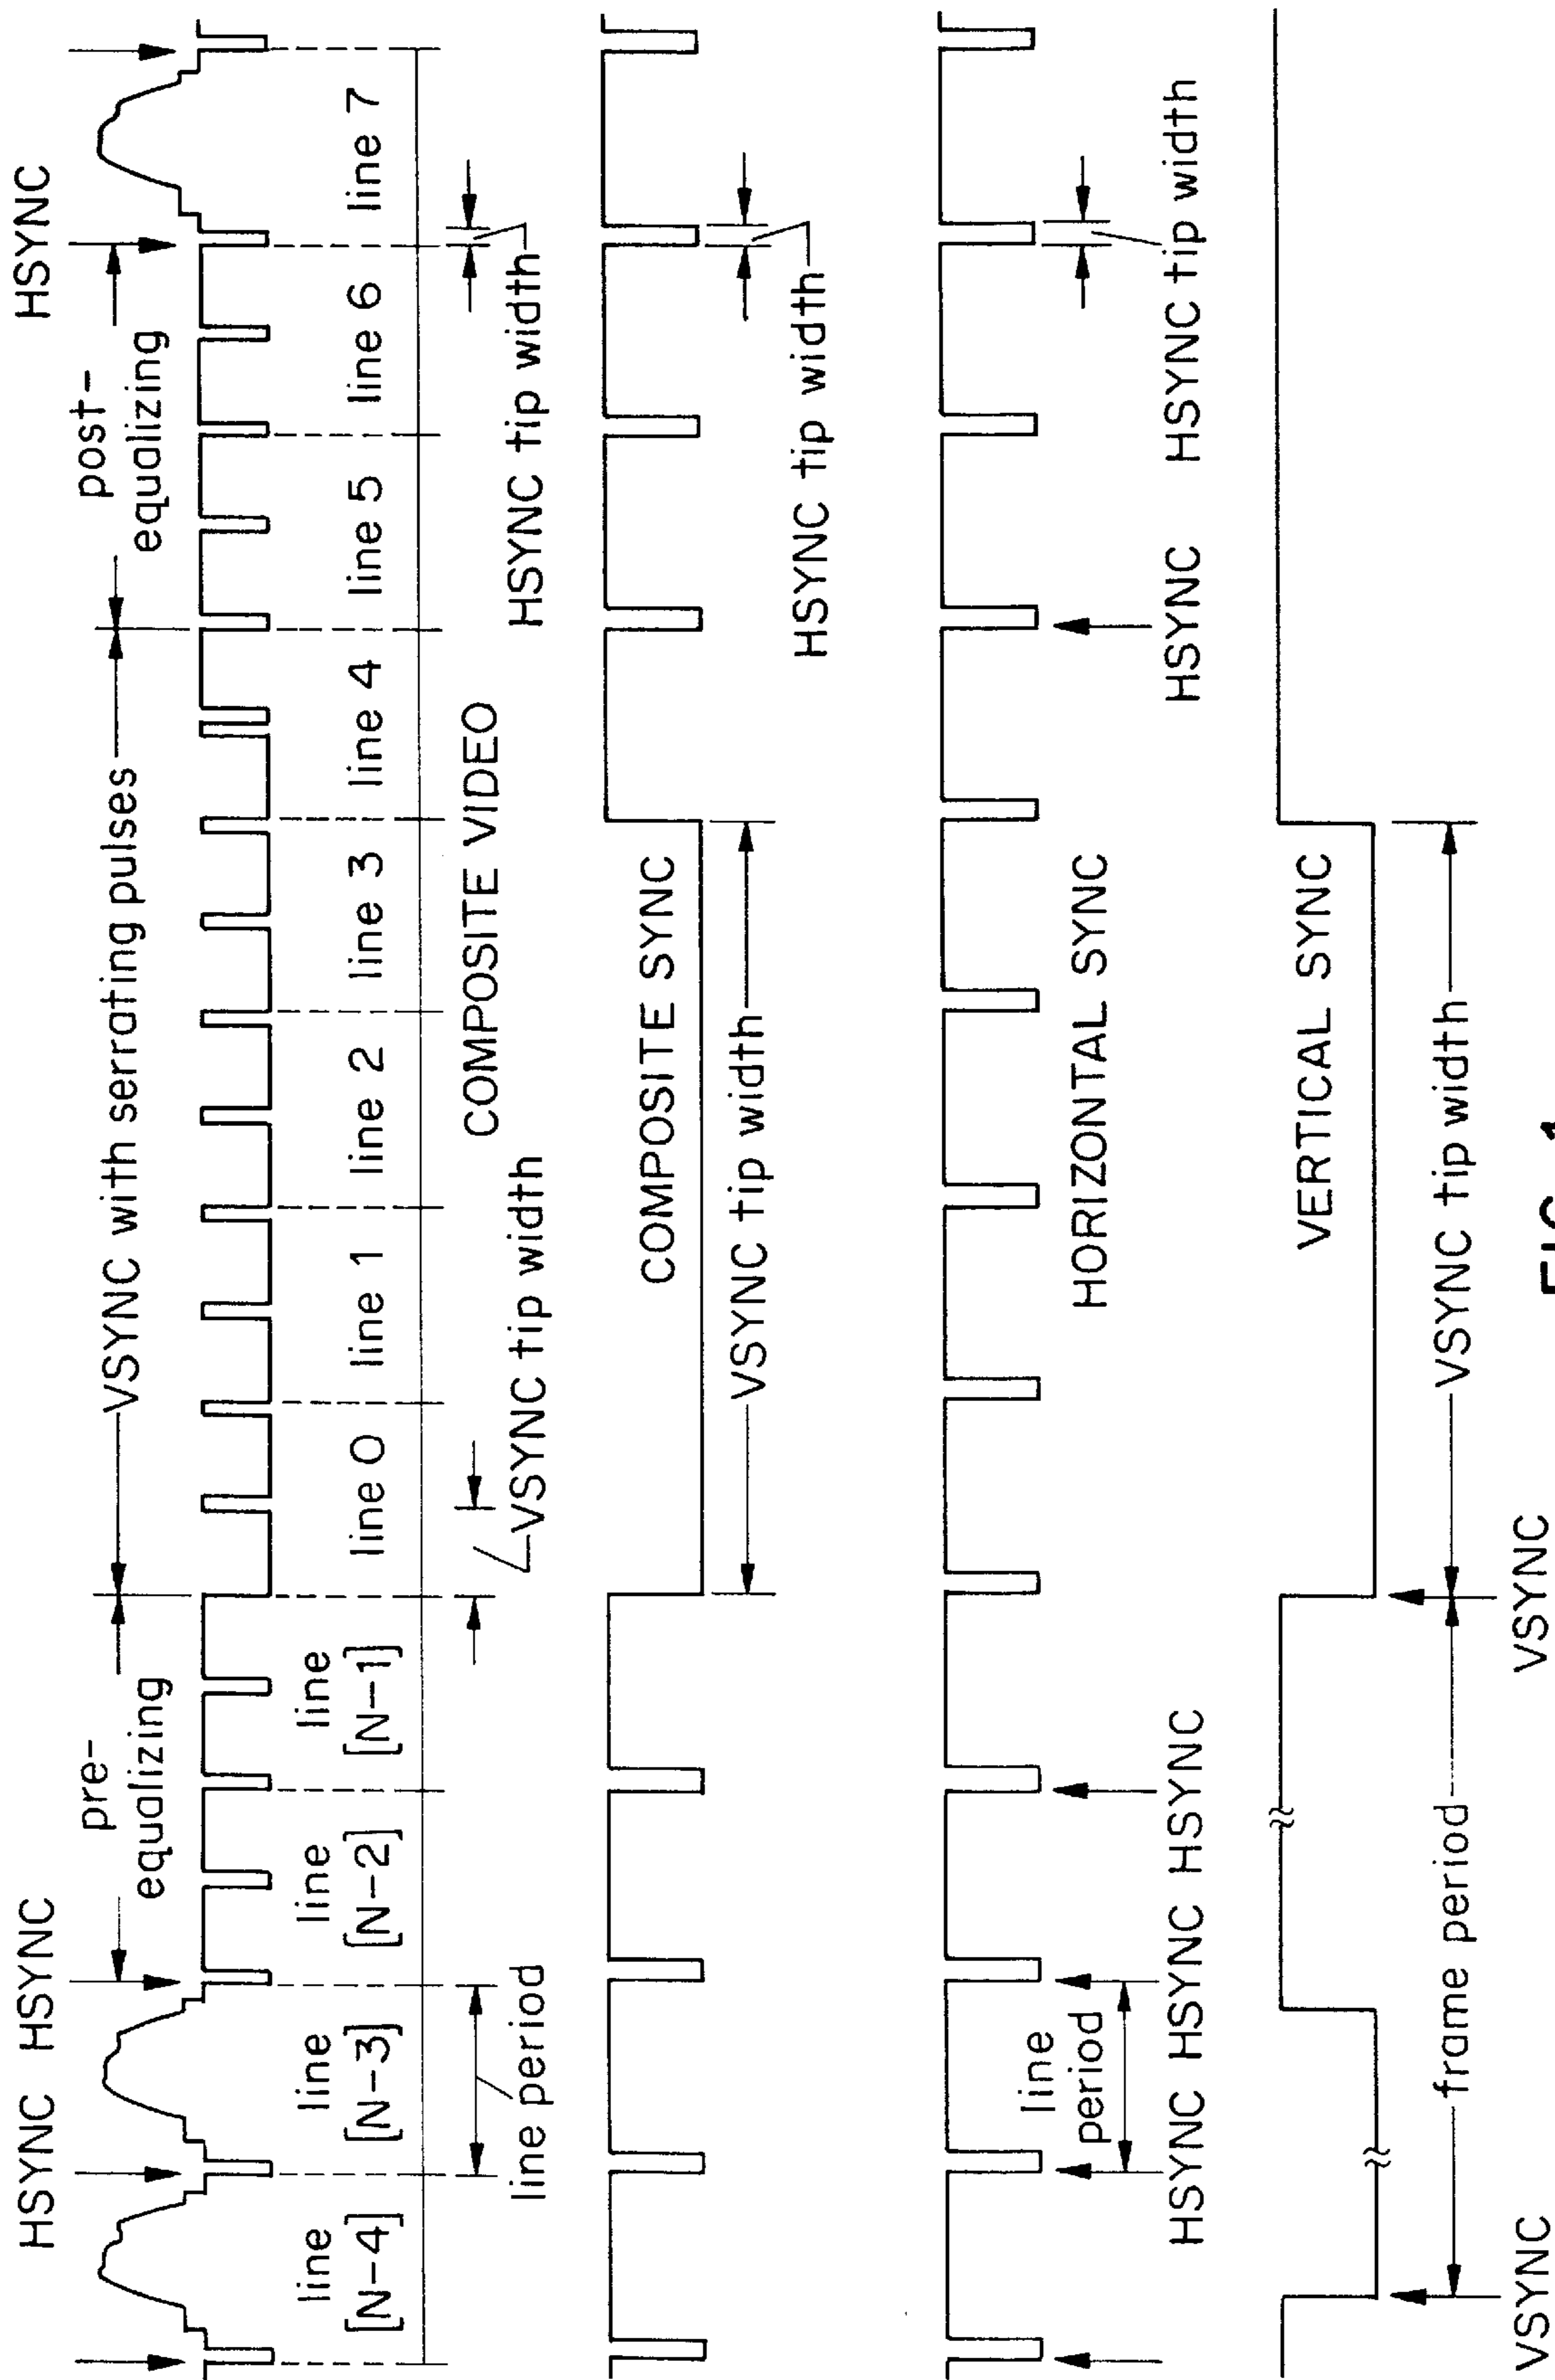 HSYNC HSYNC
HSYNC
pre-
equalizing
VSYNC with serrating pulses
post-
equalizing
line
[N-4]
line
[N-3]
line
[N-2]
line
[N-1]
line 0
line 1
line 2
line 3
line 4
line 5
line 6
line 7
line period
VSYNC tip width
COMPOSITE VIDEO
HSYNC tip width
COMPOSITE SYNC
VSYNC tip width
HSYNC tip width
line
period
HORIZONTAL SYNC
HSYNC HSYNC HSYNC
HSYNC
HSYNC tip width
VERTICAL SYNC
frame period
VSYNC tip width
VSYNC
VSYNC